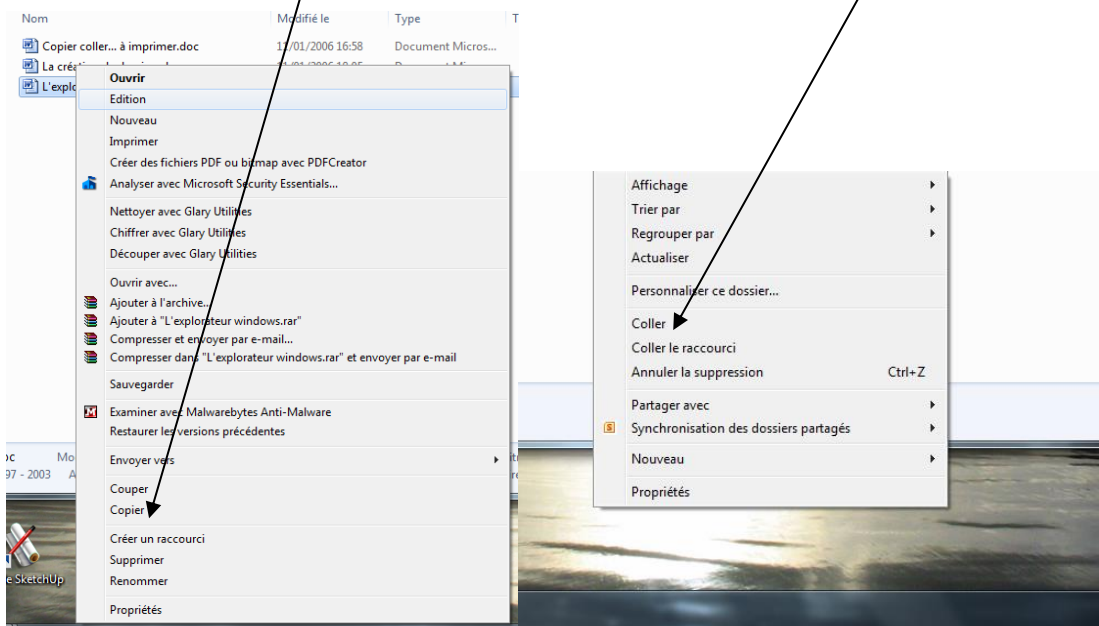 Nom Modifié le Type T
Copier coller... à imprimer.doc 11/01/2006 16:58 Document Micros...
La
L'explo
Ouvrir
Edition
Nouveau
Imprimer
Créer des fichiers PDF ou bitmap avec PDFCreator
Analyser avec Microsoft Security Essentials...
Nettoyer avec Glary Utilities
Chiffrer avec Glary Utilities
Découper avec Glary Utilities
Ouvrir avec...
Ajouter à l'archive...
Ajouter à "L'explorateur windows.rar"
Compresser et envoyer par e-mail...
Compresser dans "L'explorateur windows.rar" et envoyer par e-mail
Sauvegarder
Examiner avec Malwarebytes Anti-Malware
Restaurer les versions précédentes
Envoyer vers
Couper
Copier
Créer un raccourci
Supprimer
Renommer
Propriétés
Mo
97 - 2003 A
e SketchUp
Affichage
Trier par
Regrouper par
Actualiser
Personnaliser ce dossier...
Coller
Coller le raccourci
Annuler la suppression Ctrl+Z
Partager avec
Synchronisation des dossiers partagés
Nouveau
Propriétés